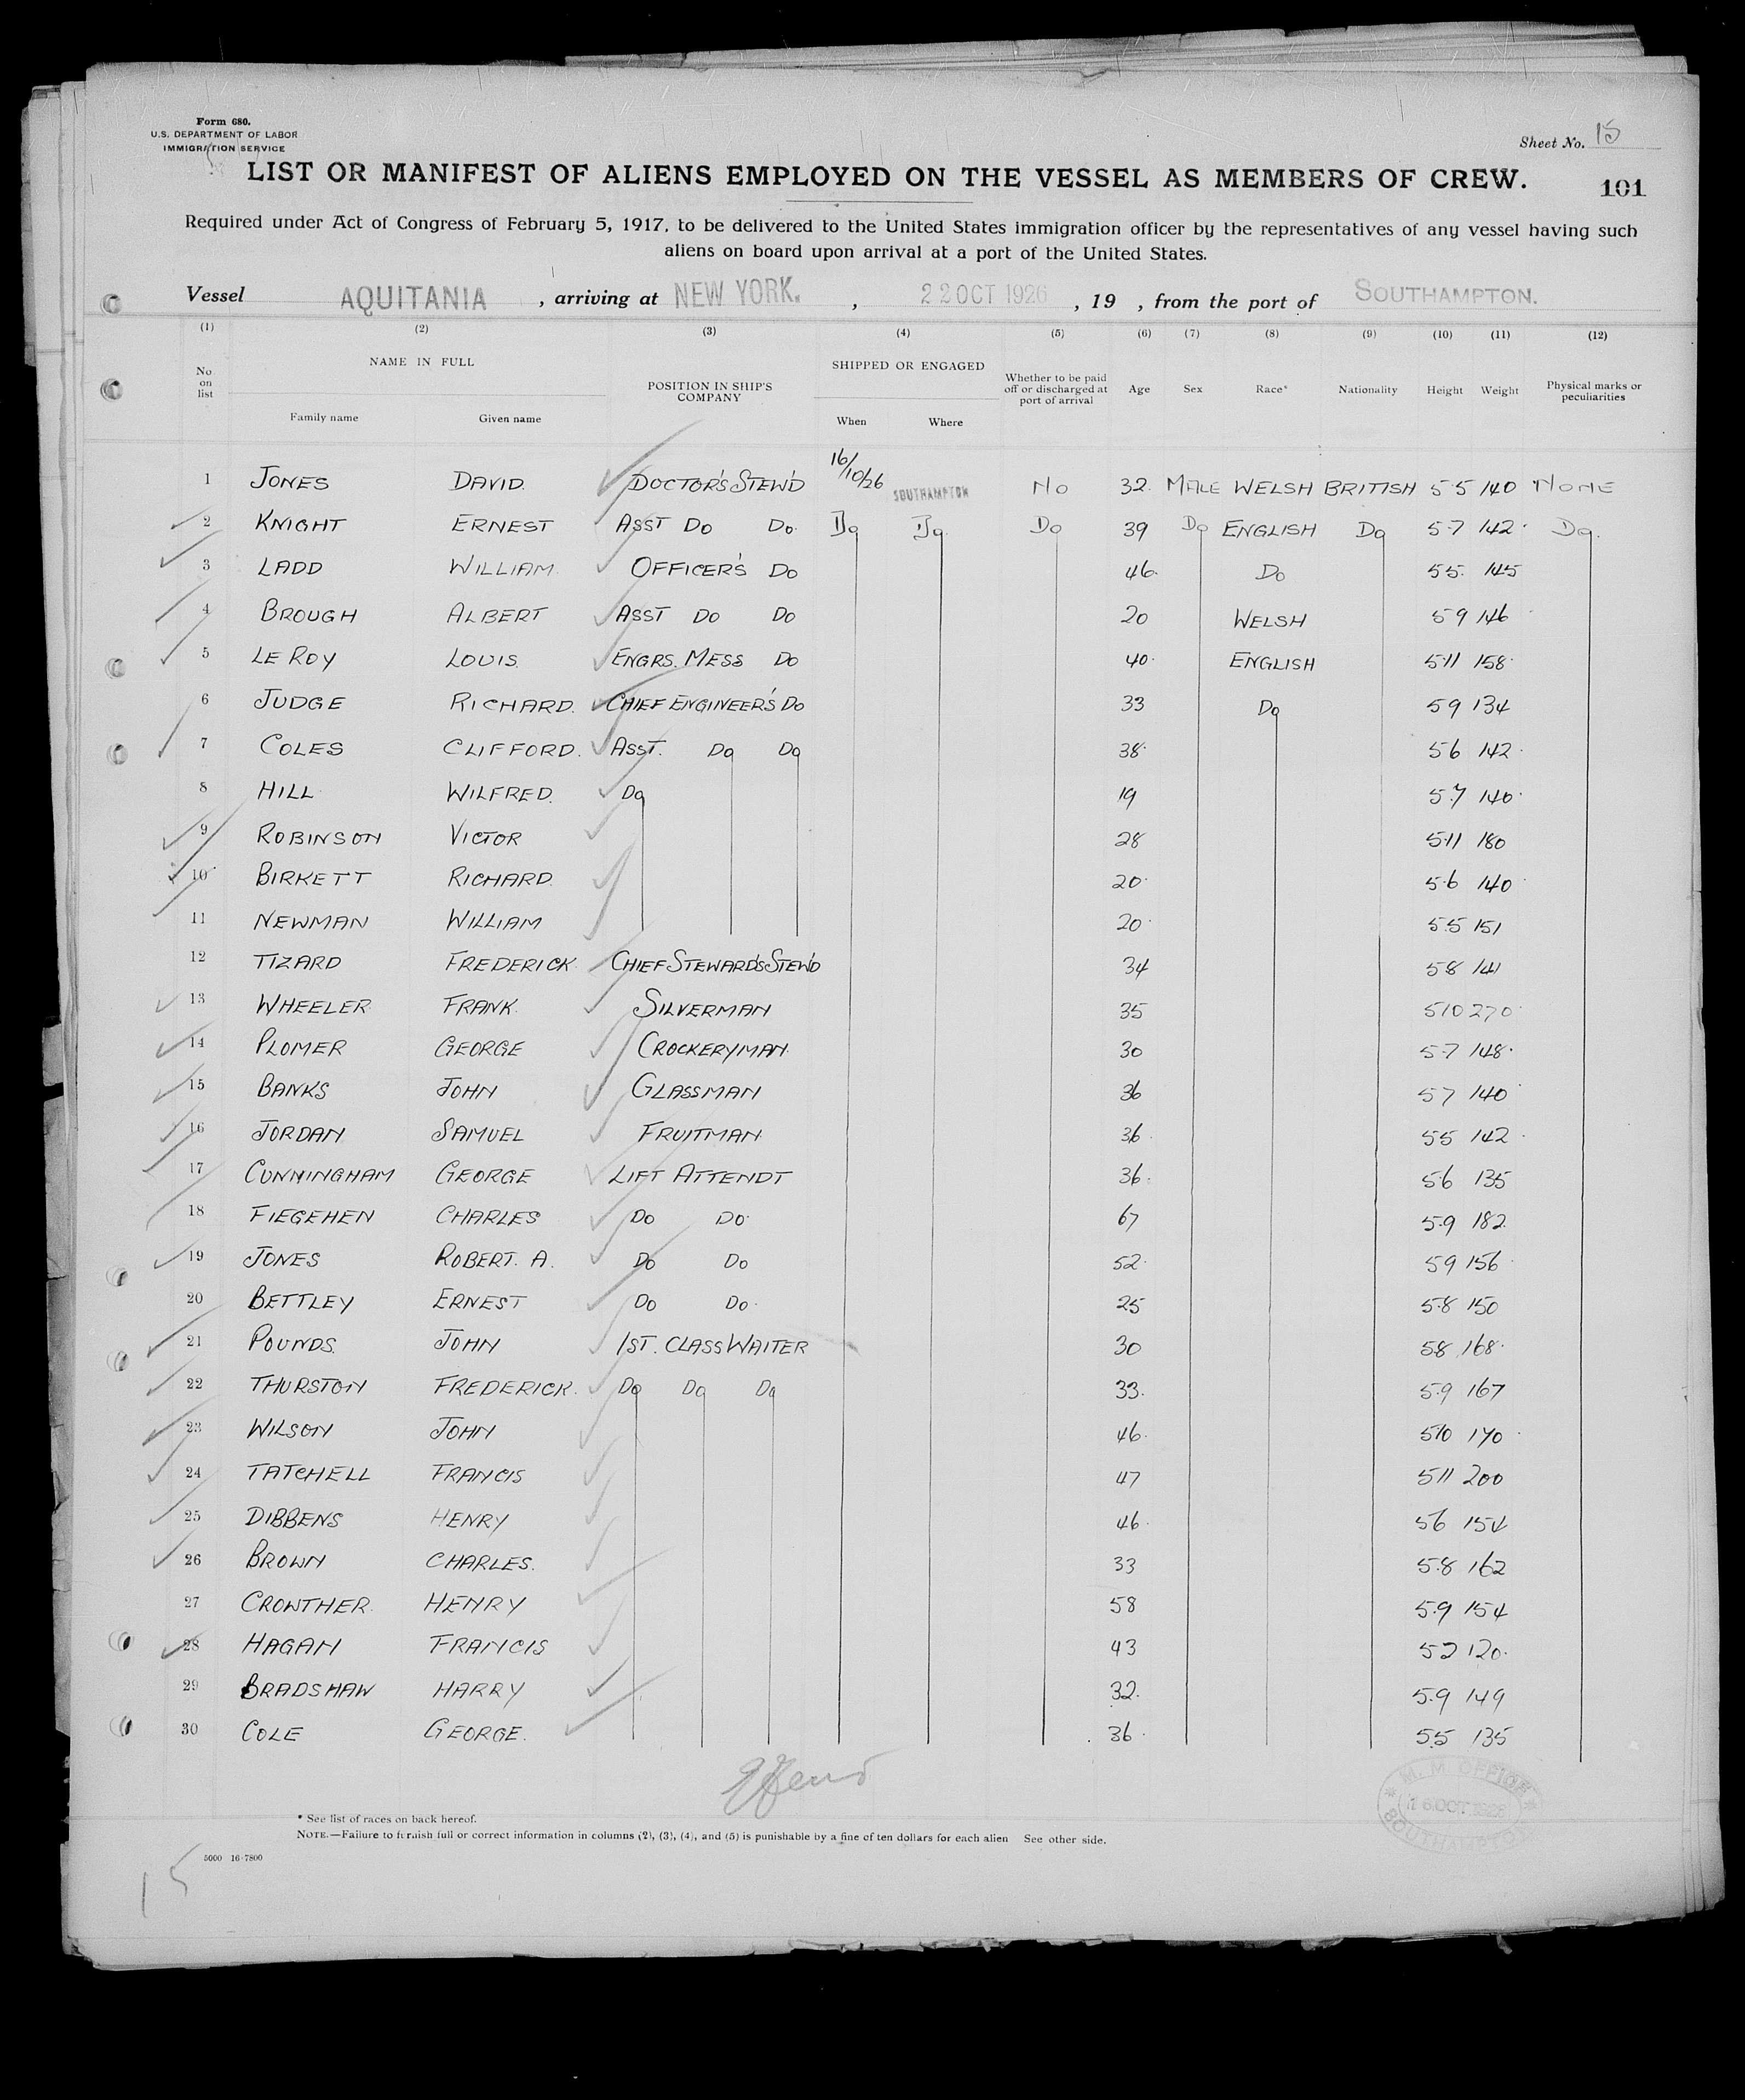 Form 680.
U.S. DEPARTMENT OF LABOR
IMMIGRATION SERVICE
Sheet No. 15
LIST OR MANIFEST OF ALIENS EMPLOYED ON THE VESSEL AS MEMBERS OF CREW.
101
Required under Act of Congress of February 5, 1917, to be delivered to the United States immigration officer by the representatives of any vessel having such
aliens on board upon arrival at a port of the United States.
Vessel AQUITANIA , arriving at NEW YORK. , 22 OCT 1926 , 19 , from the port of SOUTHAMPTON.
(1) (2) (3) (4) (5) (6) (7) (8) (9) (10) (11) (12)
No on list NAME IN FULL Family name Given name POSITION IN SHIP'S COMPANY SHIPPED OR ENGAGED When Where Whether to be paid off or discharged at port of arrival Age Sex Race* Nationality Height Weight Physical marks or peculiarities
1 JONES DAVID. DOCTOR'S STEW'D 16/10/26 SOUTHAMPTON NO 32. MALE WELSH BRITISH 5 5 140 NONE
2 KNIGHT ERNEST ASST DO DO. DO DO DO 39 DO ENGLISH DO 5.7 142. DO.
3 LADD WILLIAM. OFFICER'S DO 46. DO 5 5. 145
4 BROUGH ALBERT ASST DO DO 20 WELSH 5 9 146
5 LE ROY LOUIS. ENGRS. MESS DO 40. ENGLISH 5.11 158.
6 JUDGE RICHARD. CHIEF ENGINEER'S DO 33 DO 5 9 134
7 COLES CLIFFORD. ASST. DO DO 38. 5 6 142.
8 HILL WILFRED. DO 19 5.7 140.
9 ROBINSON VICTOR 28 5.11 180
10 BIRKETT RICHARD. 20. 5.6 140
11 NEWMAN WILLIAM 20. 5.5 151
12 TIZARD FREDERICK. CHIEF STEWARD'S STEW'D 34 5 8 141
13 WHEELER FRANK. SILVERMAN 35 5 10 270
14 PLOMER GEORGE CROCKERYMAN. 30 5.7 148.
15 BANKS JOHN GLASSMAN 36 5 7 140
16 JORDAN SAMUEL FRUITMAN. 36. 5 5 142.
17 CUNNINGHAM GEORGE LIFT ATTENDT 36. 5.6 135
18 FIEGEHEN CHARLES DO DO. 67 5.9 182.
19 JONES ROBERT. A. DO DO 52. 5 9 156.
20 BETTLEY ERNEST DO DO. 25 5.8 150
21 POUNDS. JOHN 1ST. CLASS WAITER 30 5.8 168.
22 THURSTON FREDERICK. DO DO DO 33. 5.9 167
23 WILSON JOHN 46. 5 10 170.
24 TATCHELL FRANCIS 47 5 11 200
25 DIBBENS HENRY 46. 5 6 154
26 BROWN CHARLES. 33 5.8 162
27 CROWTHER. HENRY 58 5.9 154
28 HAGAN FRANCIS 43 5 2 120.
29 BRADSHAW HARRY 32. 5.9 149
30 COLE GEORGE. 36. 5.5 135
M. M. OFFICE
16 OCT 1926
SOUTHAMPTON
* See list of races on back hereof.
NOTE.—Failure to furnish full or correct information in columns (2), (3), (4), and (5) is punishable by a fine of ten dollars for each alien See other side.
5000 16-7800
15